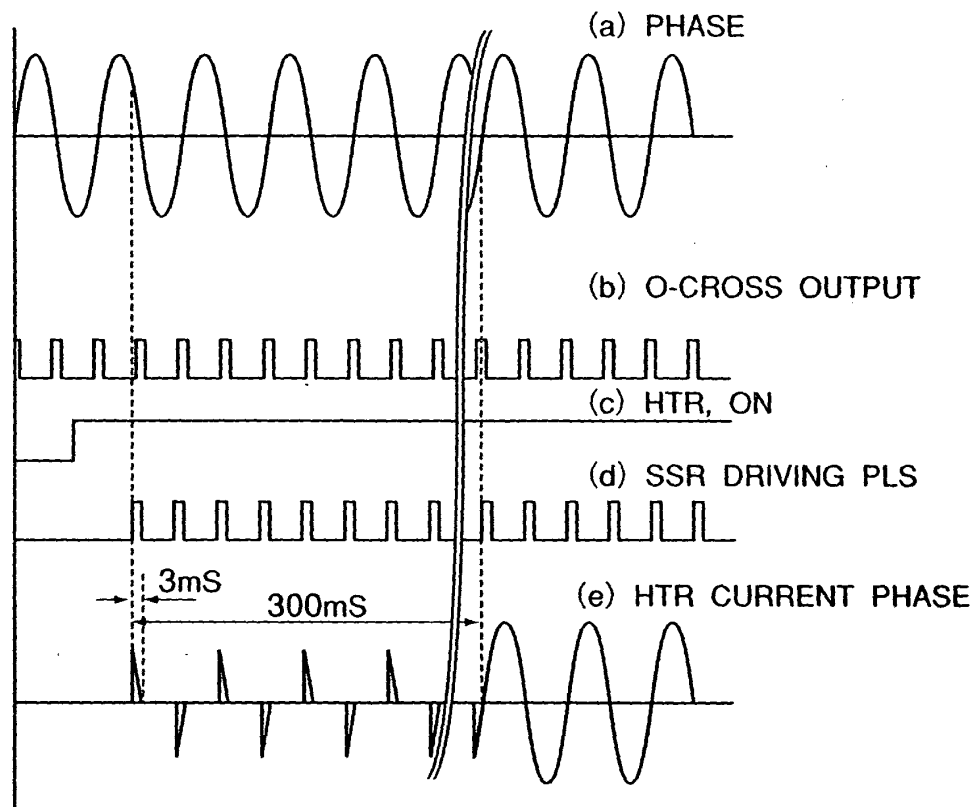 (a) PHASE
(b) O-CROSS OUTPUT
(c) HTR, ON
(d) SSR DRIVING PLS
3mS
300mS
(e) HTR CURRENT PHASE